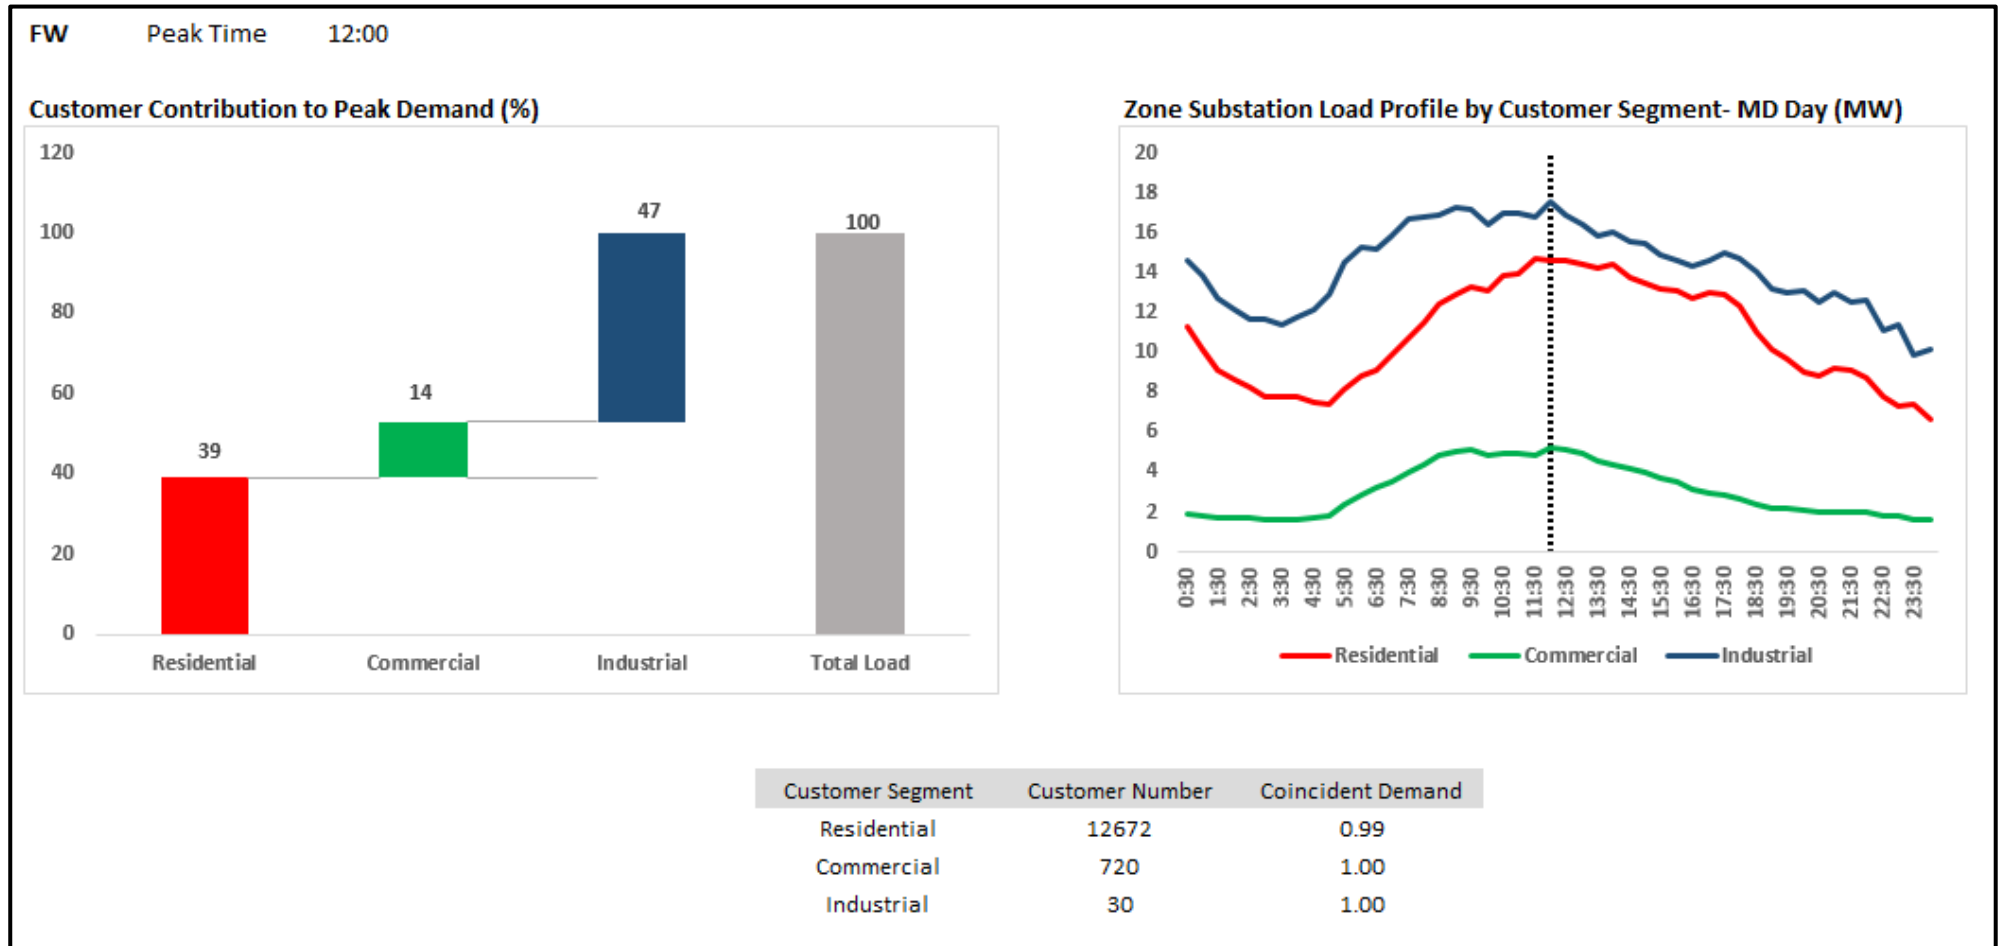 FW Peak Time 12:00
Customer Contribution to Peak Demand (%)
120
100
80
60
40
20
0
39
14
47
100
Residential Commercial Industrial Total Load
Zone Substation Load Profile by Customer Segment- MD Day (MW)
20
18
16
14
12
10
8
6
4
2
0
0:30 1:30 2:30 3:30 4:30 5:30 6:30 7:30 8:30 9:30 10:30 11:30 12:30 13:30 14:30 15:30 16:30 17:30 18:30 19:30 20:30 21:30 22:30 23:30
Residential Commercial Industrial
Customer Segment Customer Number Coincident Demand
Residential 12672 0.99
Commercial 720 1.00
Industrial 30 1.00